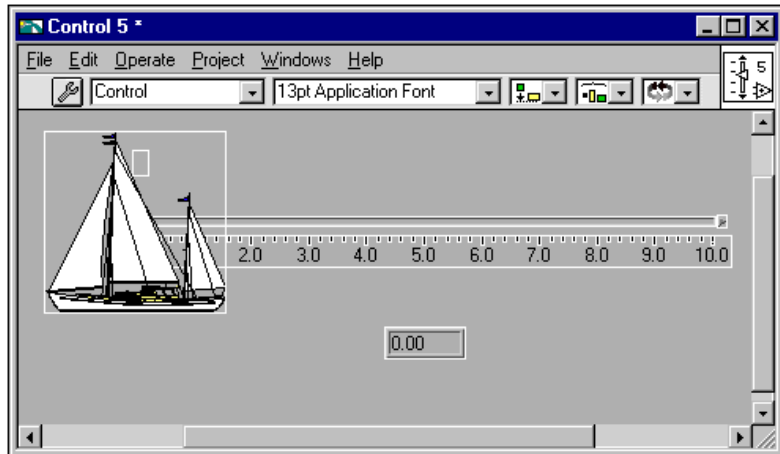 Control 5 *
File Edit Operate Project Windows Help
Control 13pt Application Font 5
2.0 3.0 4.0 5.0 6.0 7.0 8.0 9.0 10.0
0.00